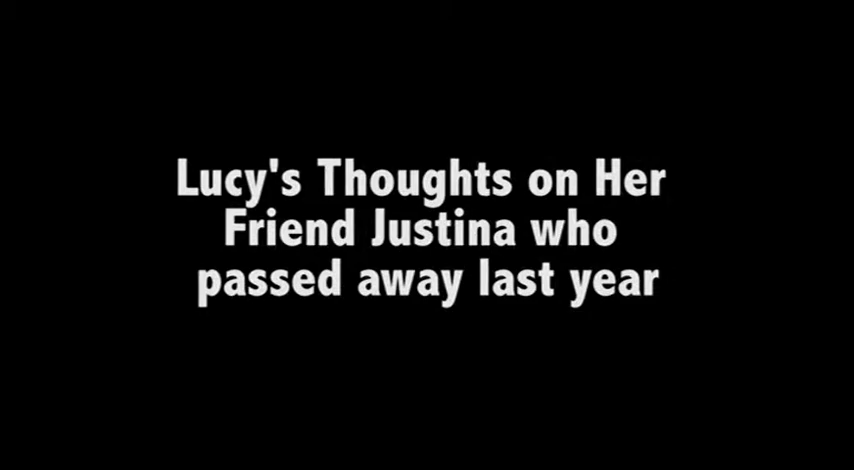 Lucy's Thoughts on Her
Friend Justina who
passed away last year